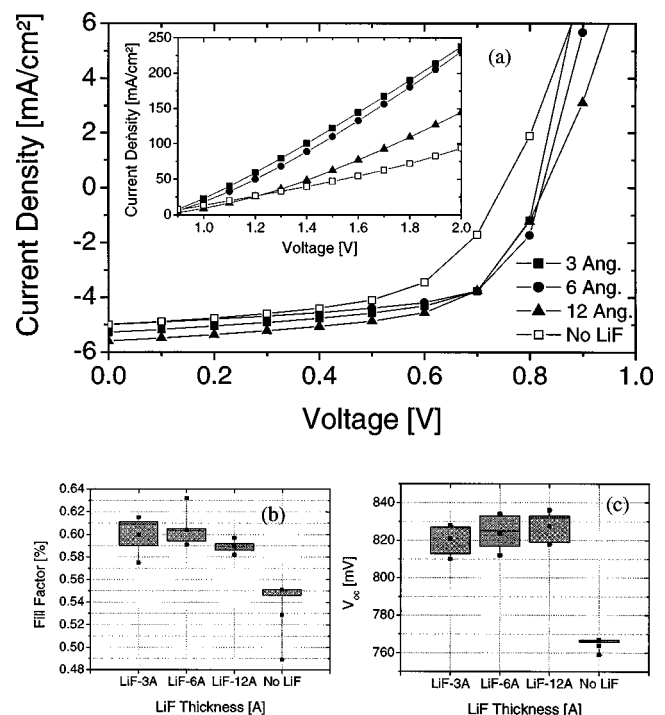 (a)
Current Density [mA/cm²]
6
4
2
0
-2
-4
-6
0.0 0.2 0.4 0.6 0.8 1.0
Voltage [V]
Current Density [mA/cm²]
250
200
150
100
50
0
1.0 1.2 1.4 1.6 1.8 2.0
Voltage [V]
3 Ang.
6 Ang.
12 Ang.
No LiF
(b)
Fill Factor [%]
0.64
0.62
0.60
0.58
0.56
0.54
0.52
0.50
0.48
LiF-3A LiF-6A LiF-12A No LiF
LiF Thickness [A]
(c)
Voc [mV]
840
820
800
780
760
LiF-3A LiF-6A LiF-12A No LiF
LiF Thickness [A]